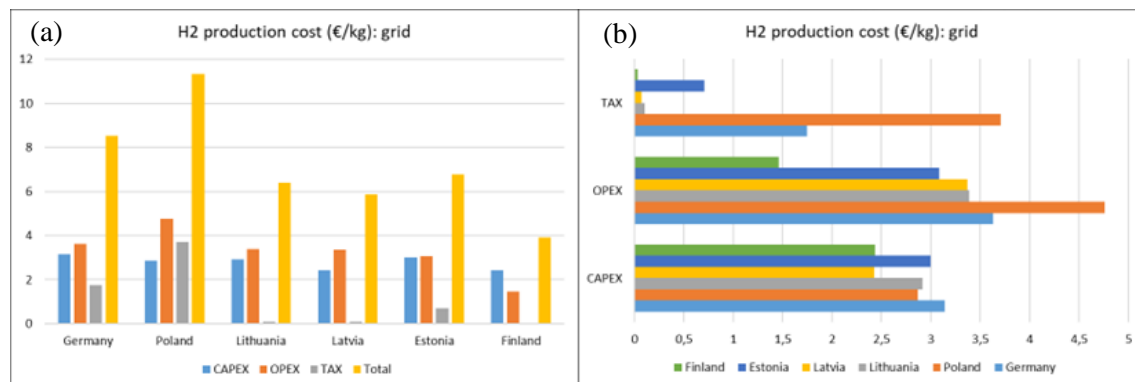 (a)
H2 production cost (€/kg): grid
12
10
8
6
4
2
0
Germany Poland Lithuania Latvia Estonia Finland
CAPEX OPEX TAX Total
(b)
H2 production cost (€/kg): grid
TAX
OPEX
CAPEX
0 0,5 1 1,5 2 2,5 3 3,5 4 4,5 5
Finland Estonia Latvia Lithuania Poland Germany